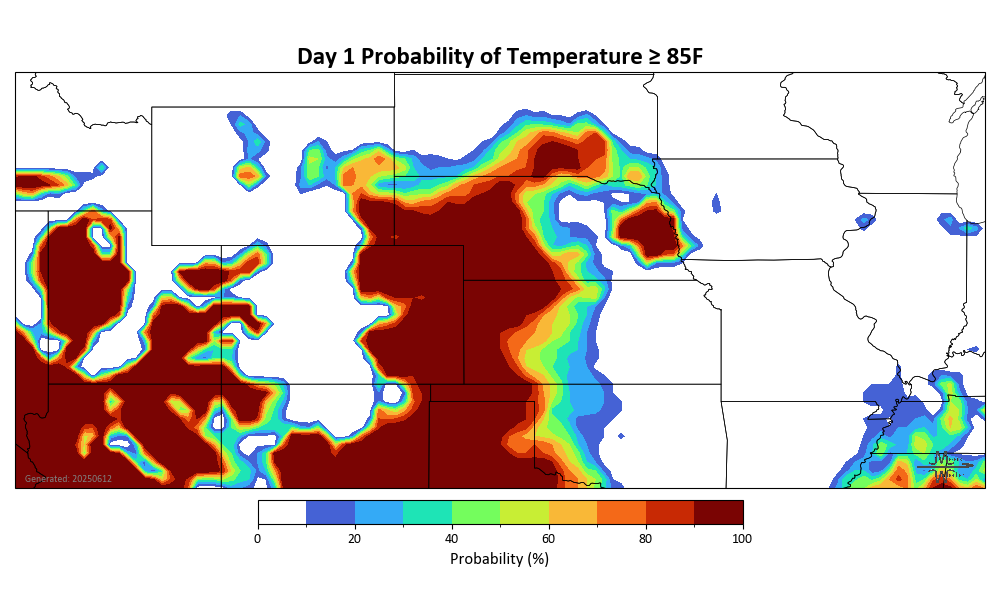 Day 1 Probability of Temperature ≥ 85F
Generated: 20250612
0 20 40 60 80 100
Probability (%)